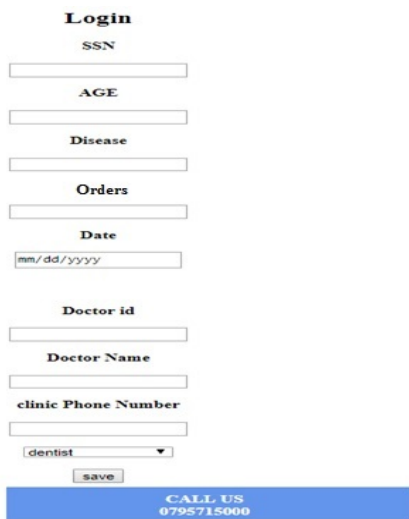 Login
SSN
AGE
Disease
Orders
Date
mm/dd/yyyy
Doctor id
Doctor Name
clinic Phone Number
dentist
save
CALL US
0795715000